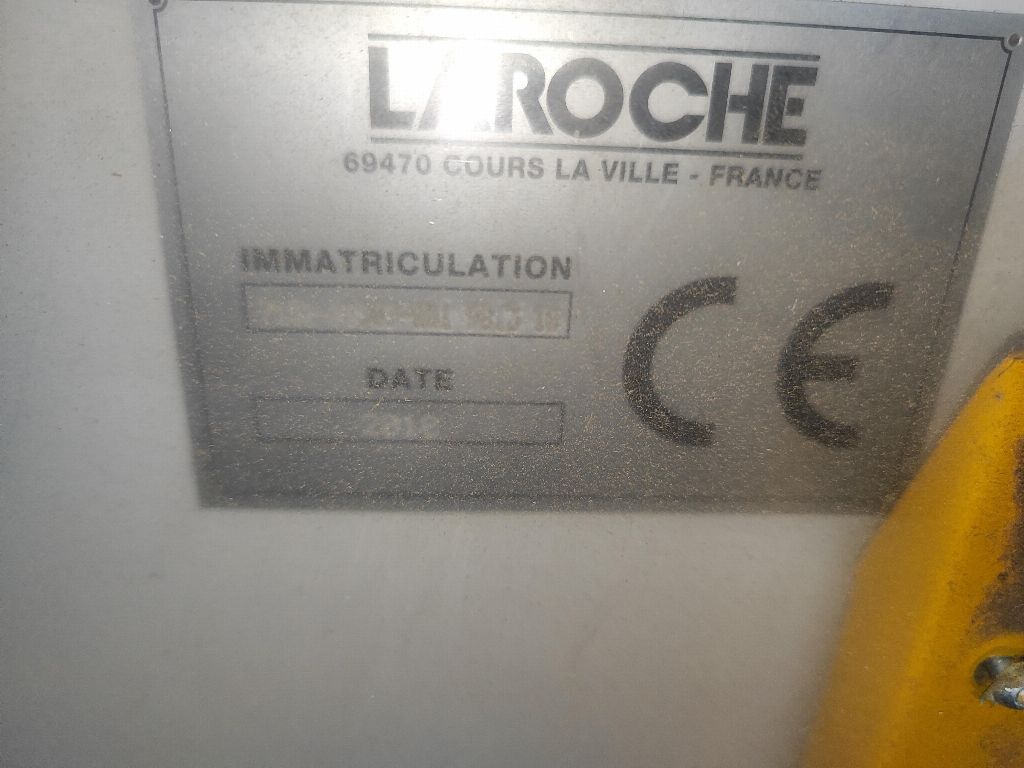 LAROCHE
69470 COURS LA VILLE - FRANCE
IMMATRICULATION
DATE
CE